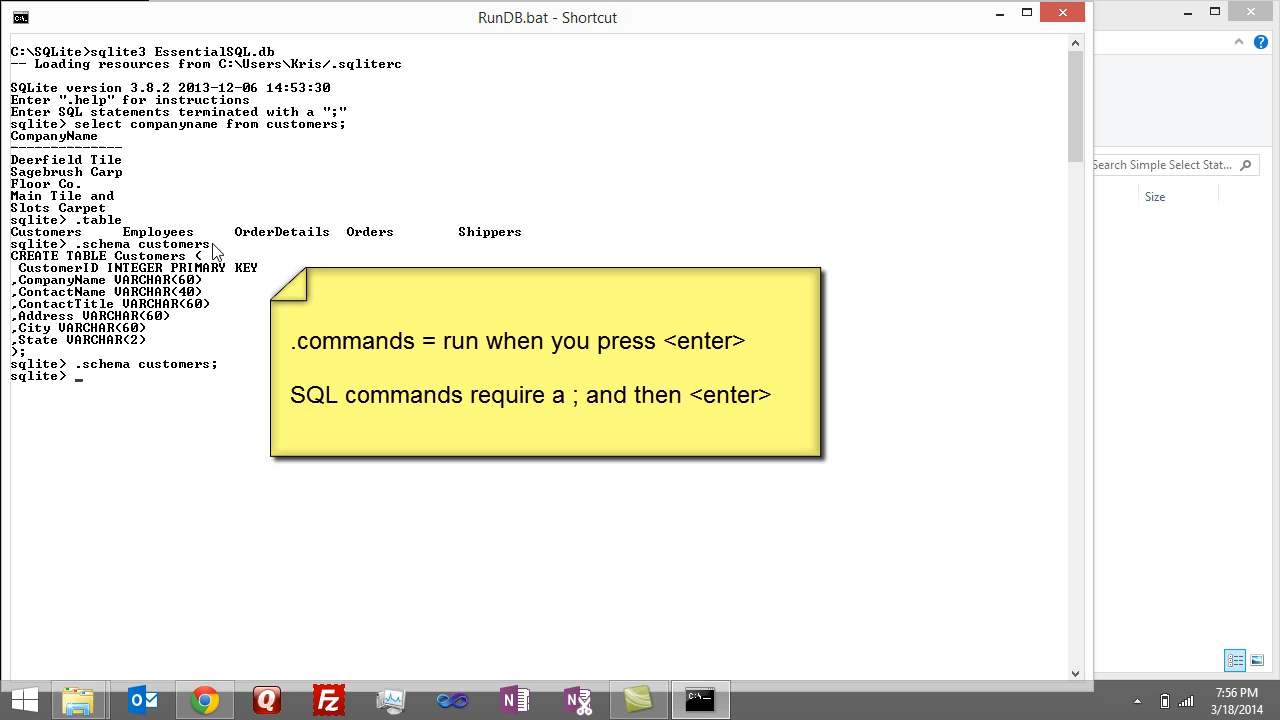 RunDB.bat - Shortcut
C:\SQLite>sqlite3 EssentialSQL.db
-- Loading resources from C:\Users\Kris/.sqliterc
SQLite version 3.8.2 2013-12-06 14:53:30
Enter ".help" for instructions
Enter SQL statements terminated with a ";"
sqlite> select companyname from customers;
CompanyName
--------------
Deerfield Tile
Sagebrush Carp
Floor Co.
Main Tile and
Slots Carpet
sqlite> .table
Customers     Employees     OrderDetails  Orders        Shippers
sqlite> .schema customers
CREATE TABLE Customers (
 CustomerID INTEGER PRIMARY KEY
,CompanyName VARCHAR(60)
,ContactName VARCHAR(40)
,ContactTitle VARCHAR(60)
,Address VARCHAR(60)
,City VARCHAR(60)
,State VARCHAR(2)
);
sqlite> .schema customers;
sqlite> _
.commands = run when you press <enter>
SQL commands require a ; and then <enter>
Search Simple Select Stat...
Size
7:56 PM
3/18/2014